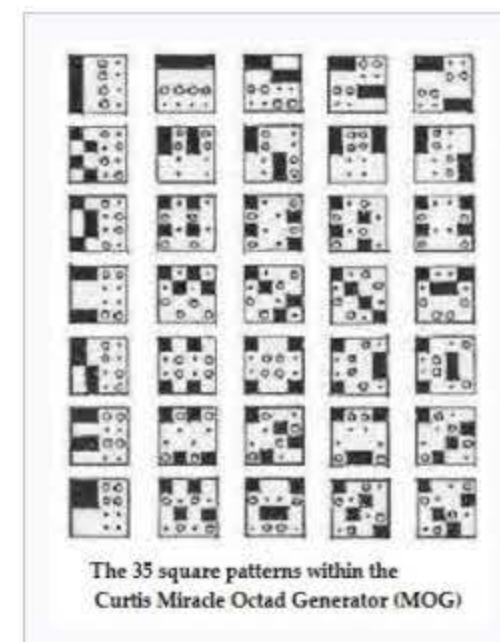 The 35 square patterns within the
Curtis Miracle Octad Generator (MOG)